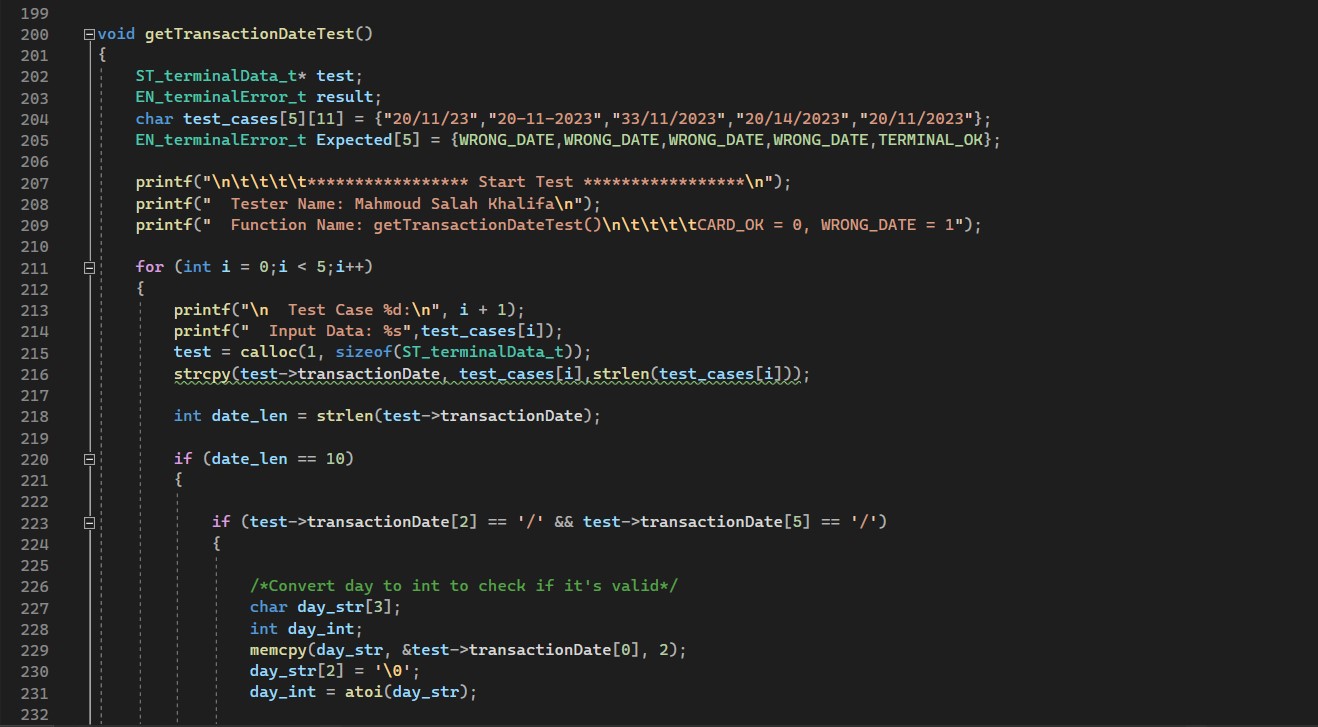 199
200 void getTransactionDateTest()
201 {
202 ST_terminalData_t* test;
203 EN_terminalError_t result;
204 char test_cases[5][11] = {"20/11/23","20-11-2023","33/11/2023","20/14/2023","20/11/2023"};
205 EN_terminalError_t Expected[5] = {WRONG_DATE,WRONG_DATE,WRONG_DATE,WRONG_DATE,TERMINAL_OK};
206
207 printf("\n\t\t\t\t***************** Start Test *****************\n");
208 printf("  Tester Name: Mahmoud Salah Khalifa\n");
209 printf("  Function Name: getTransactionDateTest()\n\t\t\t\tCARD_OK = 0, WRONG_DATE = 1");
210
211 for (int i = 0;i < 5;i++)
212 {
213 printf("\n  Test Case %d:\n", i + 1);
214 printf("  Input Data: %s",test_cases[i]);
215 test = calloc(1, sizeof(ST_terminalData_t));
216 strcpy(test->transactionDate, test_cases[i],strlen(test_cases[i]));
217
218 int date_len = strlen(test->transactionDate);
219
220 if (date_len == 10)
221 {
222
223 if (test->transactionDate[2] == '/' && test->transactionDate[5] == '/')
224 {
225
226 /*Convert day to int to check if it's valid*/
227 char day_str[3];
228 int day_int;
229 memcpy(day_str, &test->transactionDate[0], 2);
230 day_str[2] = '\0';
231 day_int = atoi(day_str);
232